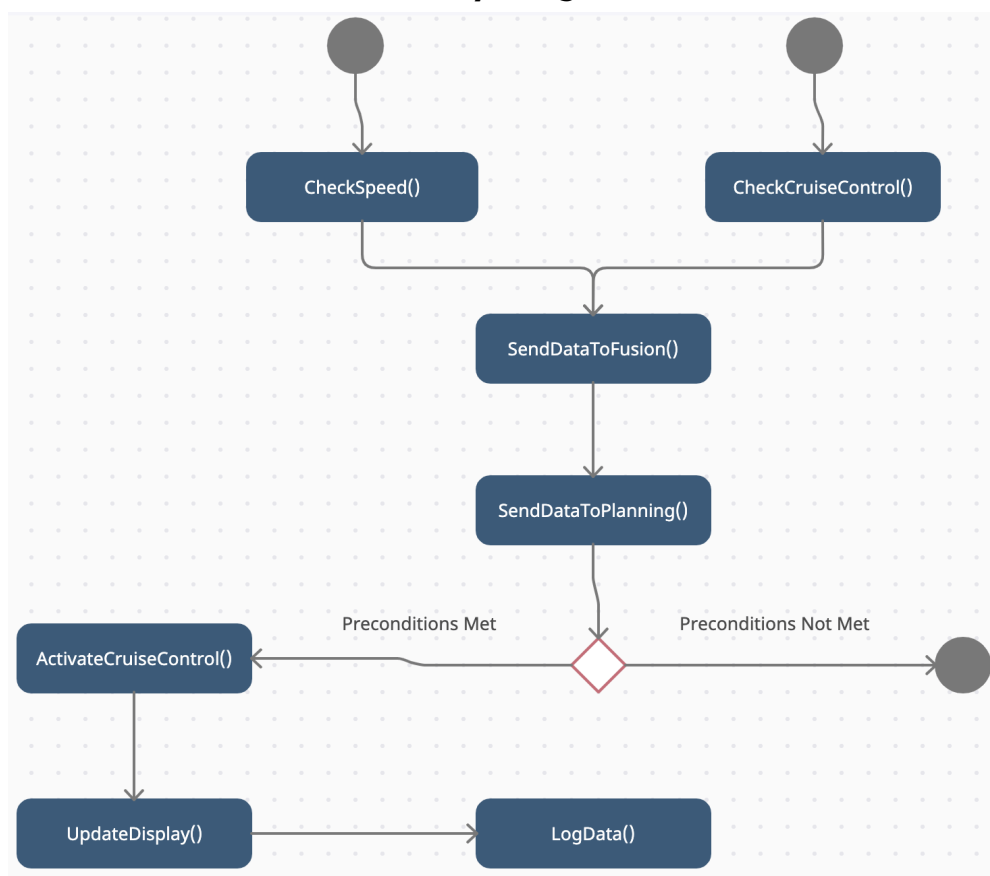 CheckSpeed()
CheckCruiseControl()
SendDataToFusion()
SendDataToPlanning()
Preconditions Met
Preconditions Not Met
ActivateCruiseControl()
UpdateDisplay()
LogData()